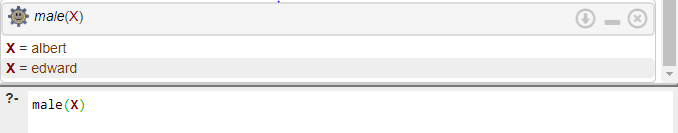 male(X)
X = albert
X = edward
?- male(X)